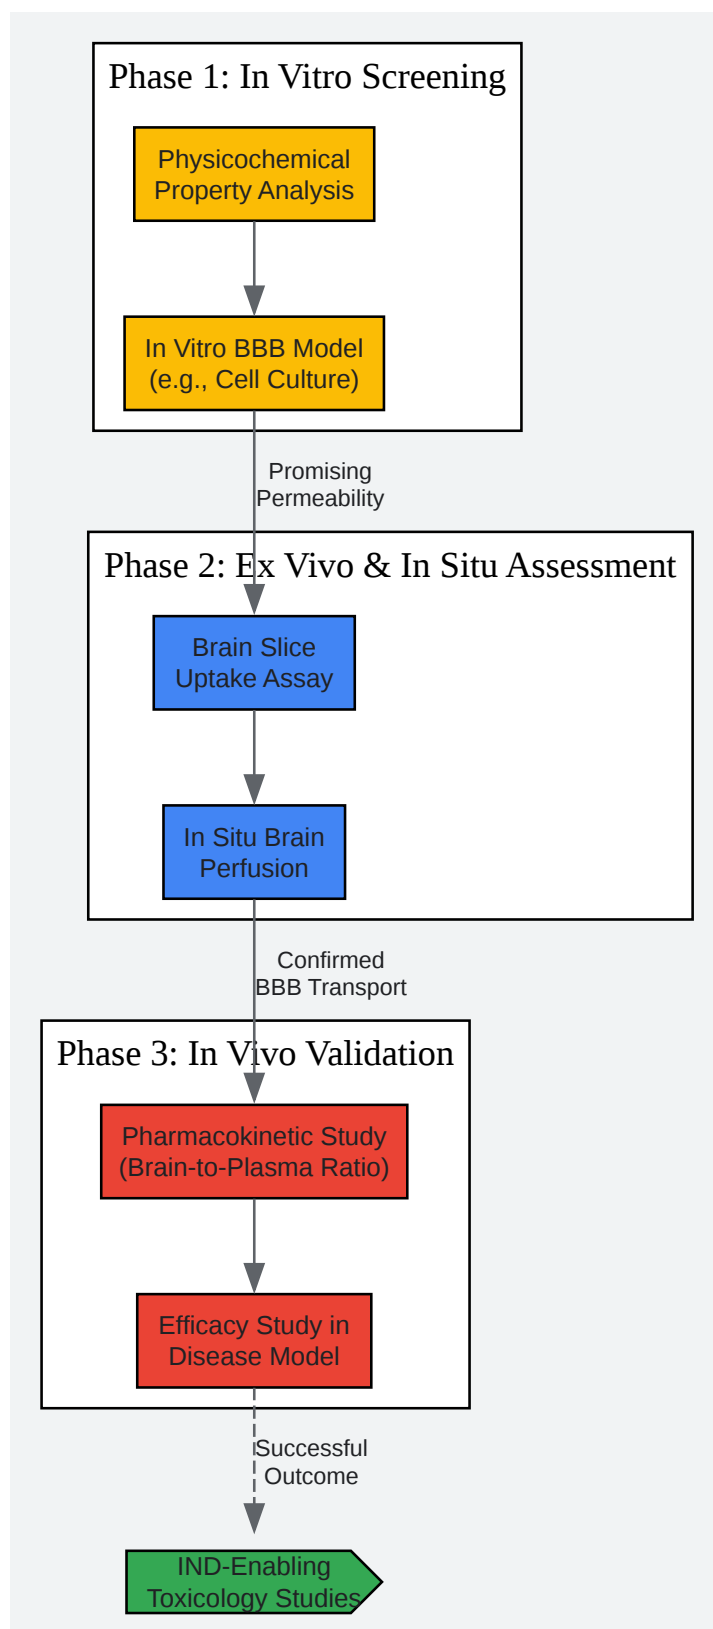 Phase 1: In Vitro Screening
Physicochemical
Property Analysis
In Vitro BBB Model
(e.g., Cell Culture)
Promising
Permeability
Phase 2: Ex Vivo & In Situ Assessment
Brain Slice
Uptake Assay
In Situ Brain
Perfusion
Confirmed
BBB Transport
Phase 3: In Vivo Validation
Pharmacokinetic Study
(Brain-to-Plasma Ratio)
Efficacy Study in
Disease Model
Successful
Outcome
IND-Enabling
Toxicology Studies